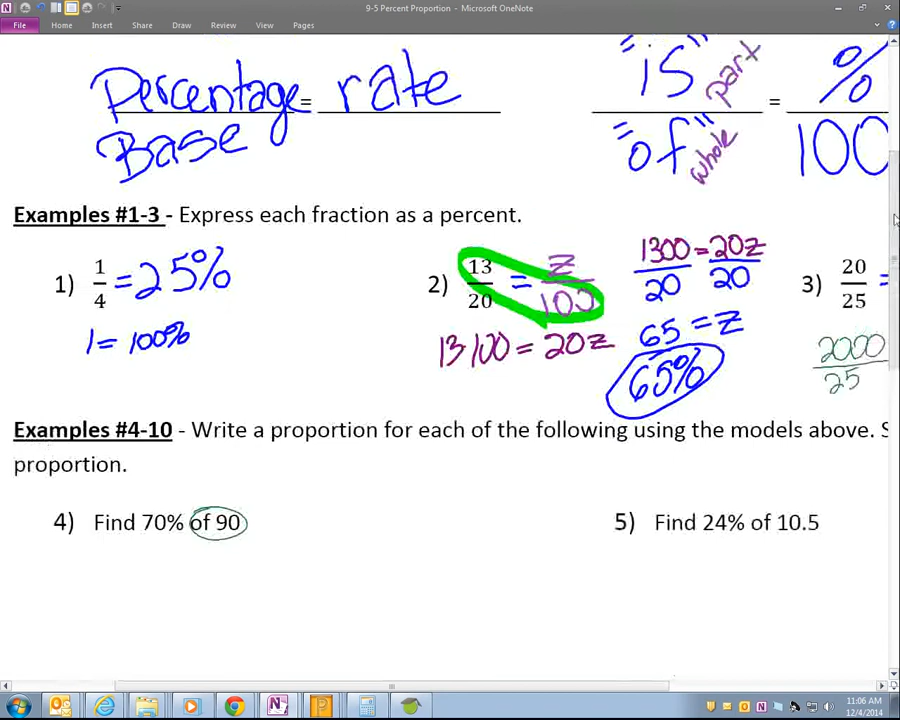 9-5 Percent Proportion - Microsoft OneNote
File Home Insert Share Draw Review View Pages
Percentage = rate
Base
"is" part = %
"of" whole 100
Examples #1-3 - Express each fraction as a percent.
1) 1/4 = 25%
1 = 100%
2) 13/20 = z/100
13·100 = 20z
1300 = 20z
20 20
65 = z
65%
3) 20/25 =
2000
25
Examples #4-10 - Write a proportion for each of the following using the models above. S
proportion.
4) Find 70% of 90
5) Find 24% of 10.5
11:06 AM
12/4/2014